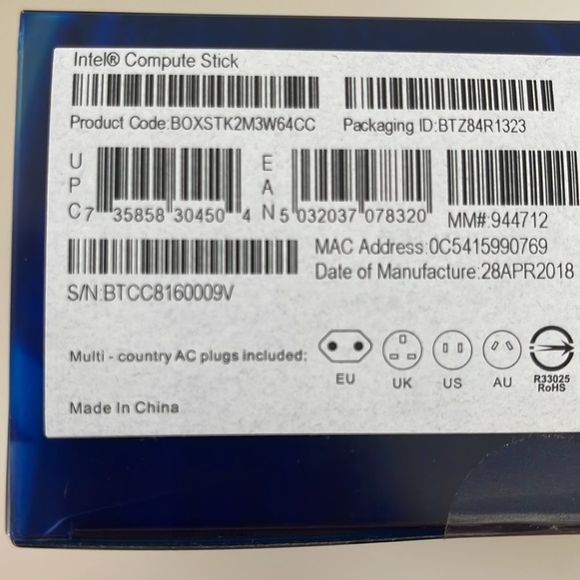 Intel® Compute Stick
Product Code:BOXSTK2M3W64CC
Packaging ID:BTZ84R1323
UPC
7 35858 30450 4
EAN
5 032037 078320
MM#:944712
MAC Address:0C5415990769
S/N:BTCC8160009V
Date of Manufacture:28APR2018
Multi - country AC plugs included:
EU
UK
US
AU
R33025
RoHS
Made In China